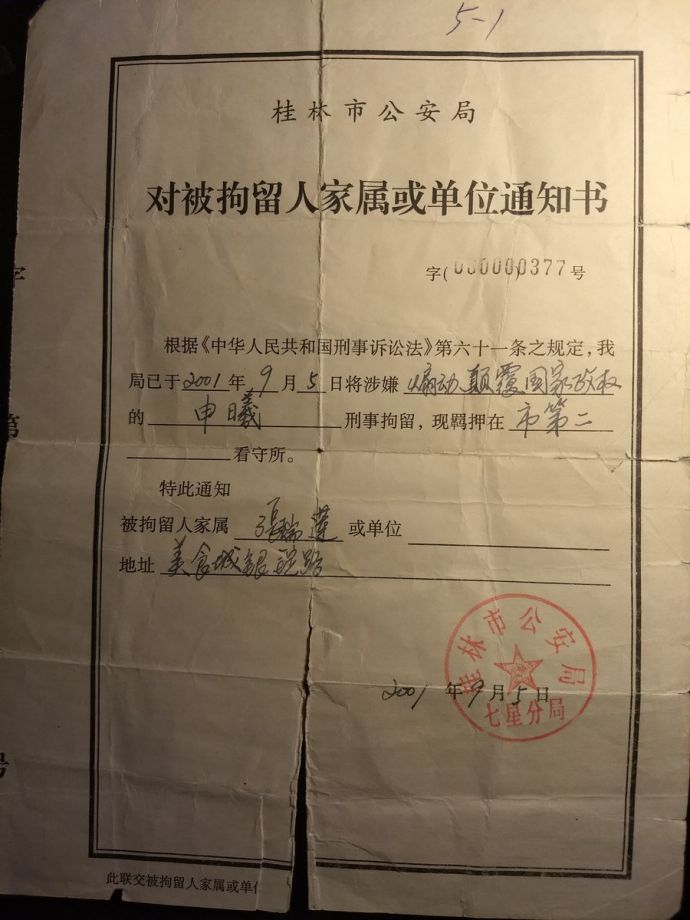 5-1
桂林市公安局
对被拘留人家属或单位通知书
字(000000377号
根据《中华人民共和国刑事诉讼法》第六十一条之规定，我
局已于2001年9月5日将涉嫌煽动颠覆国家政权
的申曦刑事拘留，现羁押在市第二
看守所。
特此通知
被拘留人家属張瑞莲或单位
地址美食城银锭路
桂林市公安局
七星分局
2001年9月5日
此联交被拘留人家属或单
字
第
号